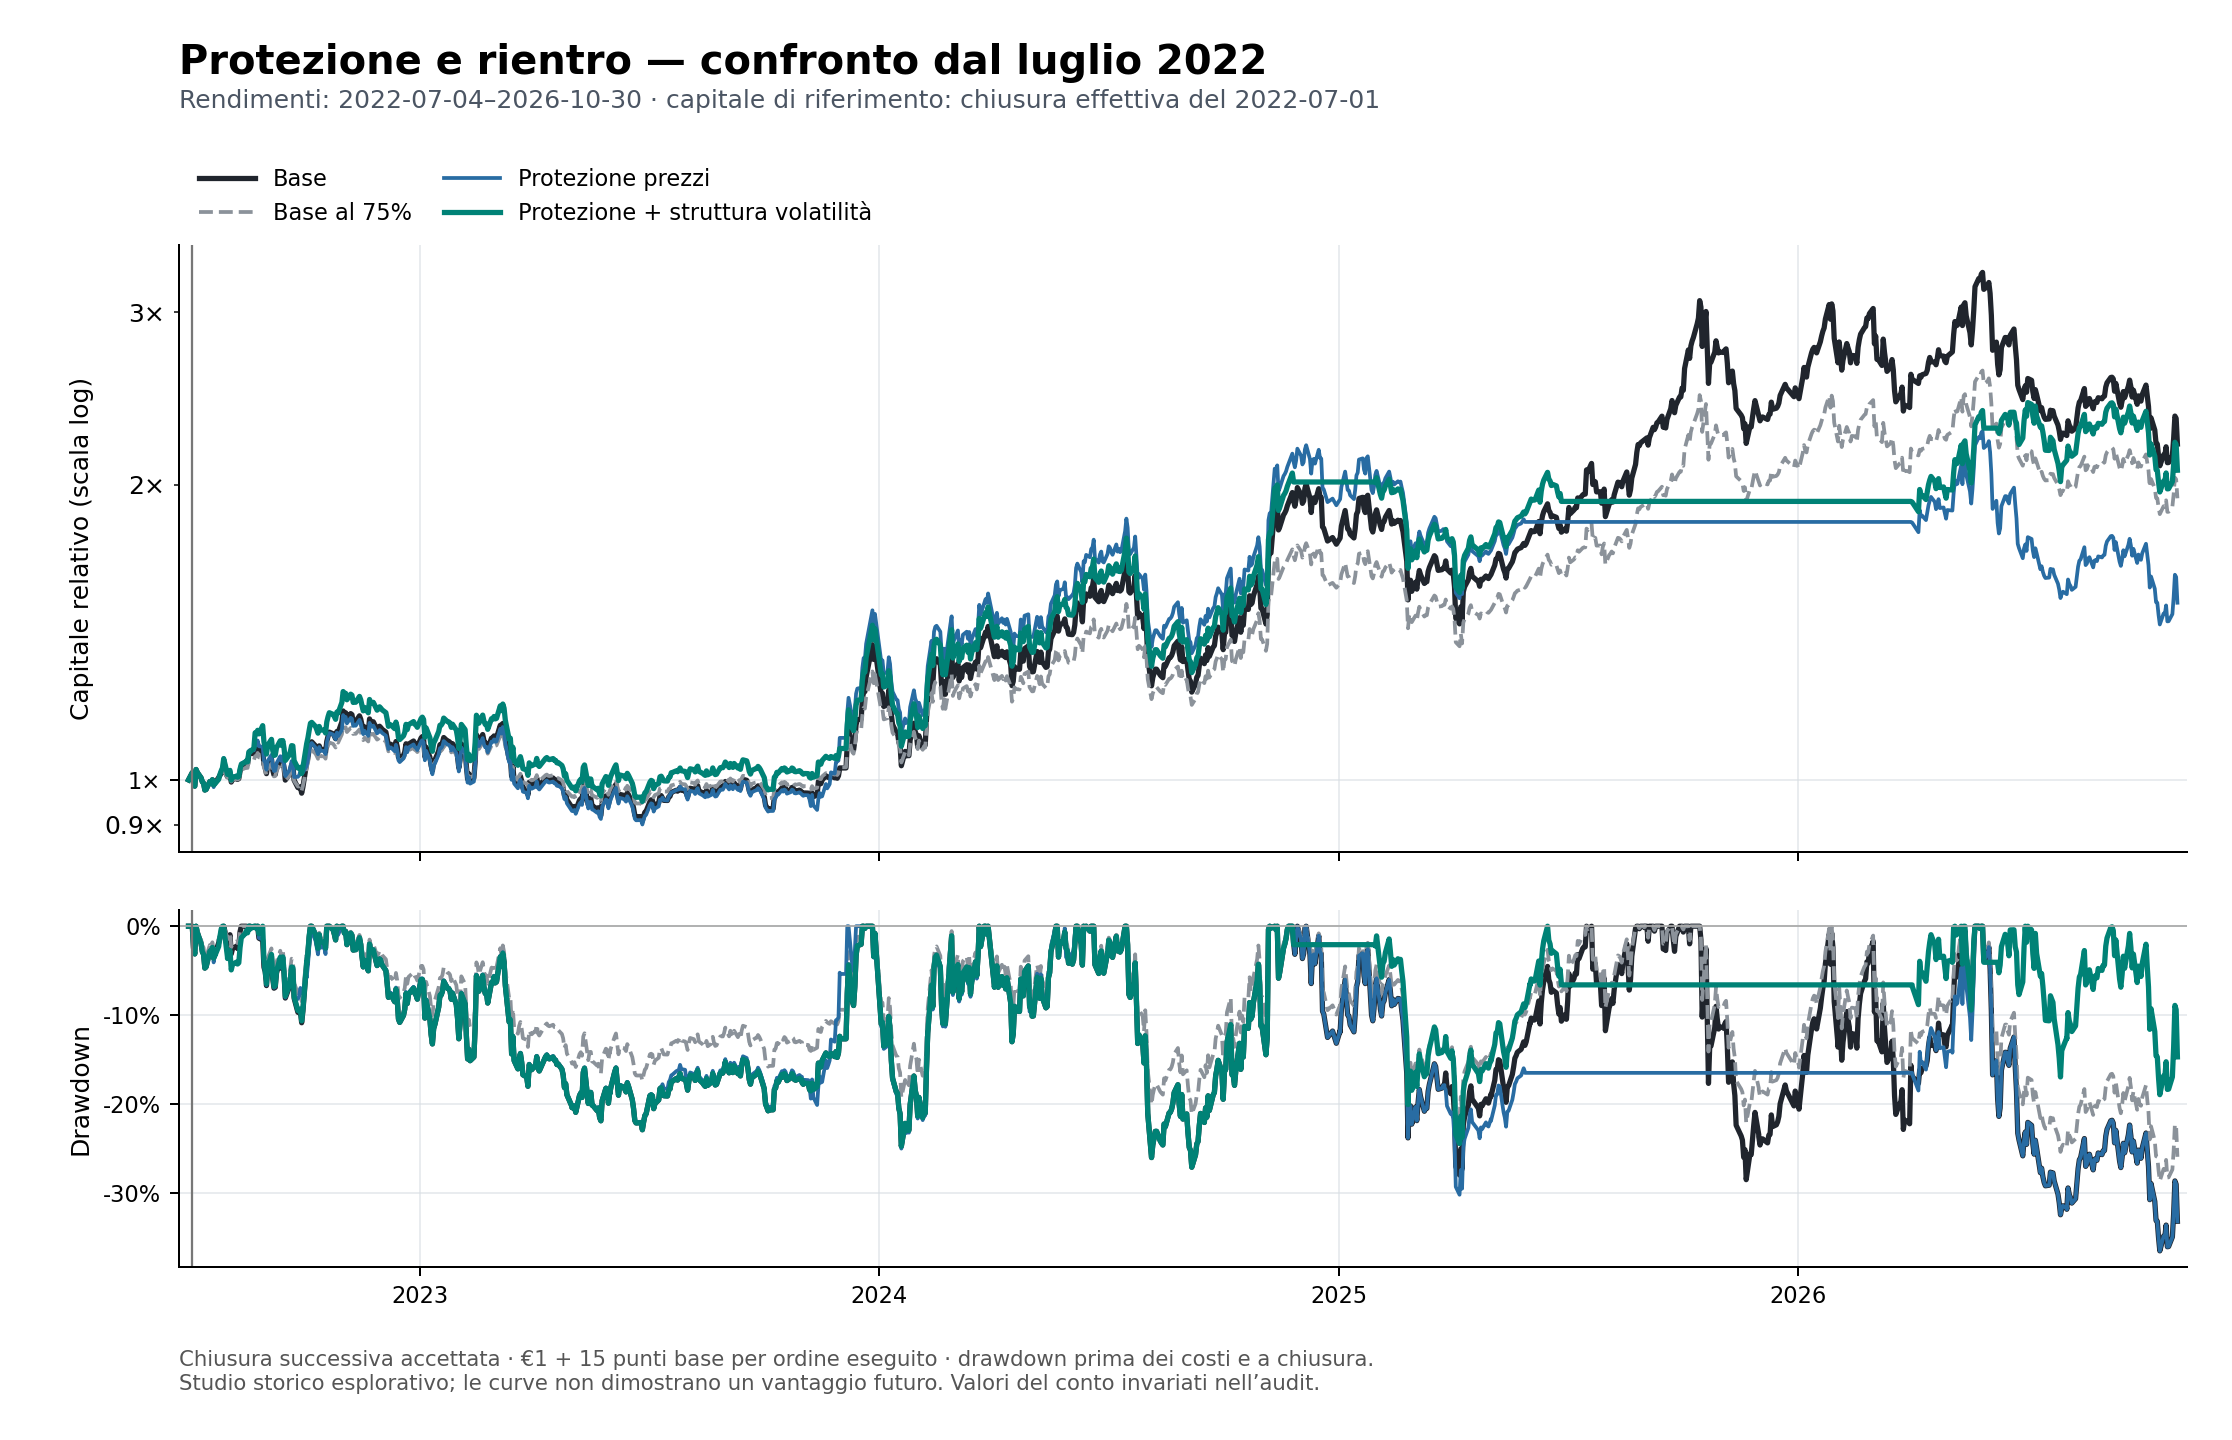 Protezione e rientro — confronto dal luglio 2022
Rendimenti: 2022-07-04–2026-10-30 · capitale di riferimento: chiusura effettiva del 2022-07-01
Base
Base al 75%
Protezione prezzi
Protezione + struttura volatilità
Capitale relativo (scala log)
3×
2×
1×
0.9×
Drawdown
0%
-10%
-20%
-30%
2023
2024
2025
2026
Chiusura successiva accettata · €1 + 15 punti base per ordine eseguito · drawdown prima dei costi e a chiusura.
Studio storico esplorativo; le curve non dimostrano un vantaggio futuro. Valori del conto invariati nell’audit.